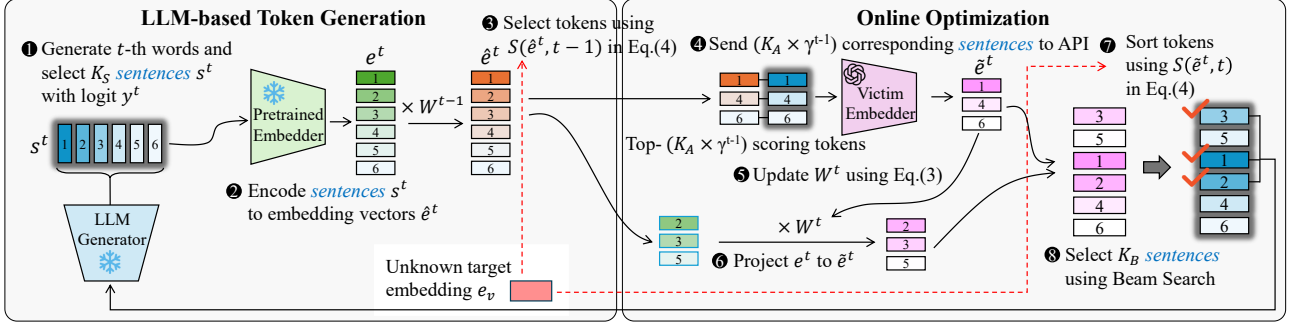 LLM-based Token Generation
❶ Generate t-th words and
select K_S sentences s^t
with logit y^t
s^t
1 2 3 4 5 6
LLM
Generator
Pretrained
Embedder
❷ Encode sentences s^t
to embedding vectors ê^t
e^t
1
2
3
4
5
6
× W^{t−1}
ê^t
1
2
3
4
5
6
❸ Select tokens using
S(ê^t, t − 1) in Eq.(4)
Unknown target
embedding e_v
Online Optimization
❹ Send (K_A × γ^{t-1}) corresponding sentences to API
1 1
4 4
6 6
Top- (K_A × γ^{t-1}) scoring tokens
Victim
Embedder
ẽ^t
1
4
6
❺ Update W^t using Eq.(3)
2
3
5
× W^t
❻ Project e^t to ẽ^t
2
3
5
3
5
1
2
4
6
❼ Sort tokens
using S(ẽ^t, t)
in Eq.(4)
3
5
1
2
4
6
❽ Select K_B sentences
using Beam Search